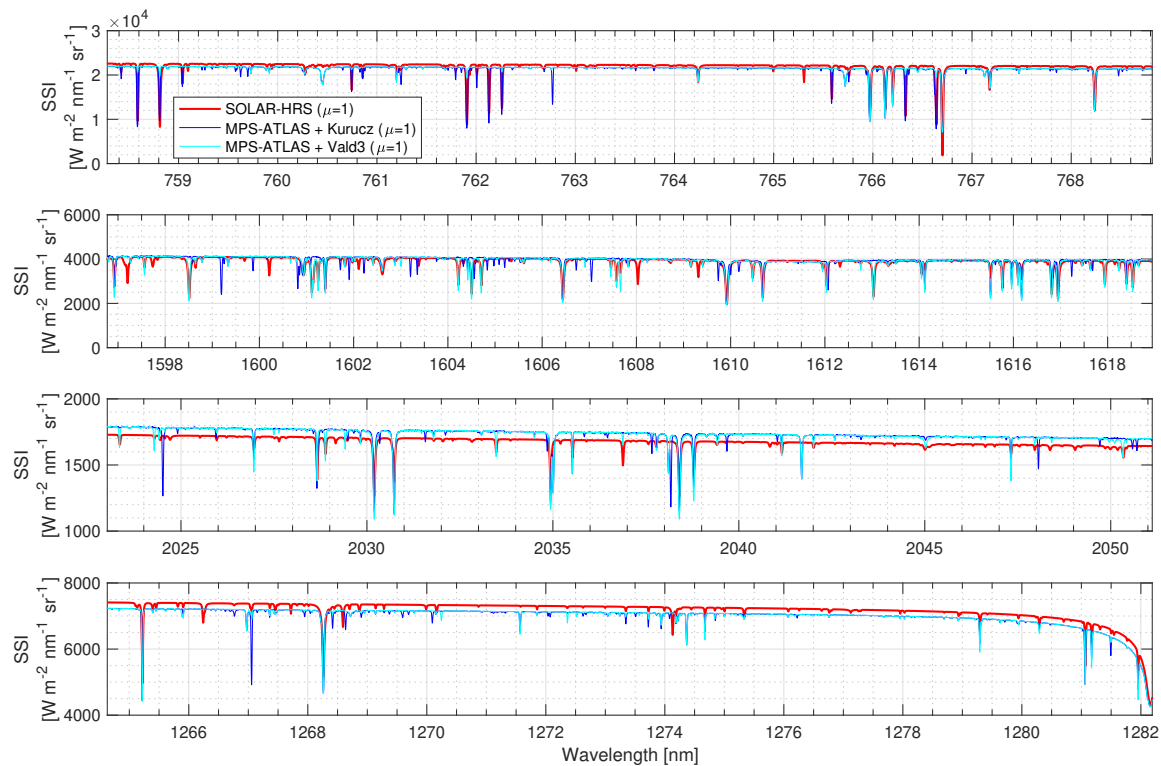 ×10⁴
3
2
1
0
SSI
[W m⁻² nm⁻¹ sr⁻¹]
SOLAR-HRS (μ=1)
MPS-ATLAS + Kurucz (μ=1)
MPS-ATLAS + Vald3 (μ=1)
759 760 761 762 763 764 765 766 767 768
6000
4000
2000
0
SSI
[W m⁻² nm⁻¹ sr⁻¹]
1598 1600 1602 1604 1606 1608 1610 1612 1614 1616 1618
2000
1500
1000
SSI
[W m⁻² nm⁻¹ sr⁻¹]
2025 2030 2035 2040 2045 2050
8000
6000
4000
SSI
[W m⁻² nm⁻¹ sr⁻¹]
1266 1268 1270 1272 1274 1276 1278 1280 1282
Wavelength [nm]